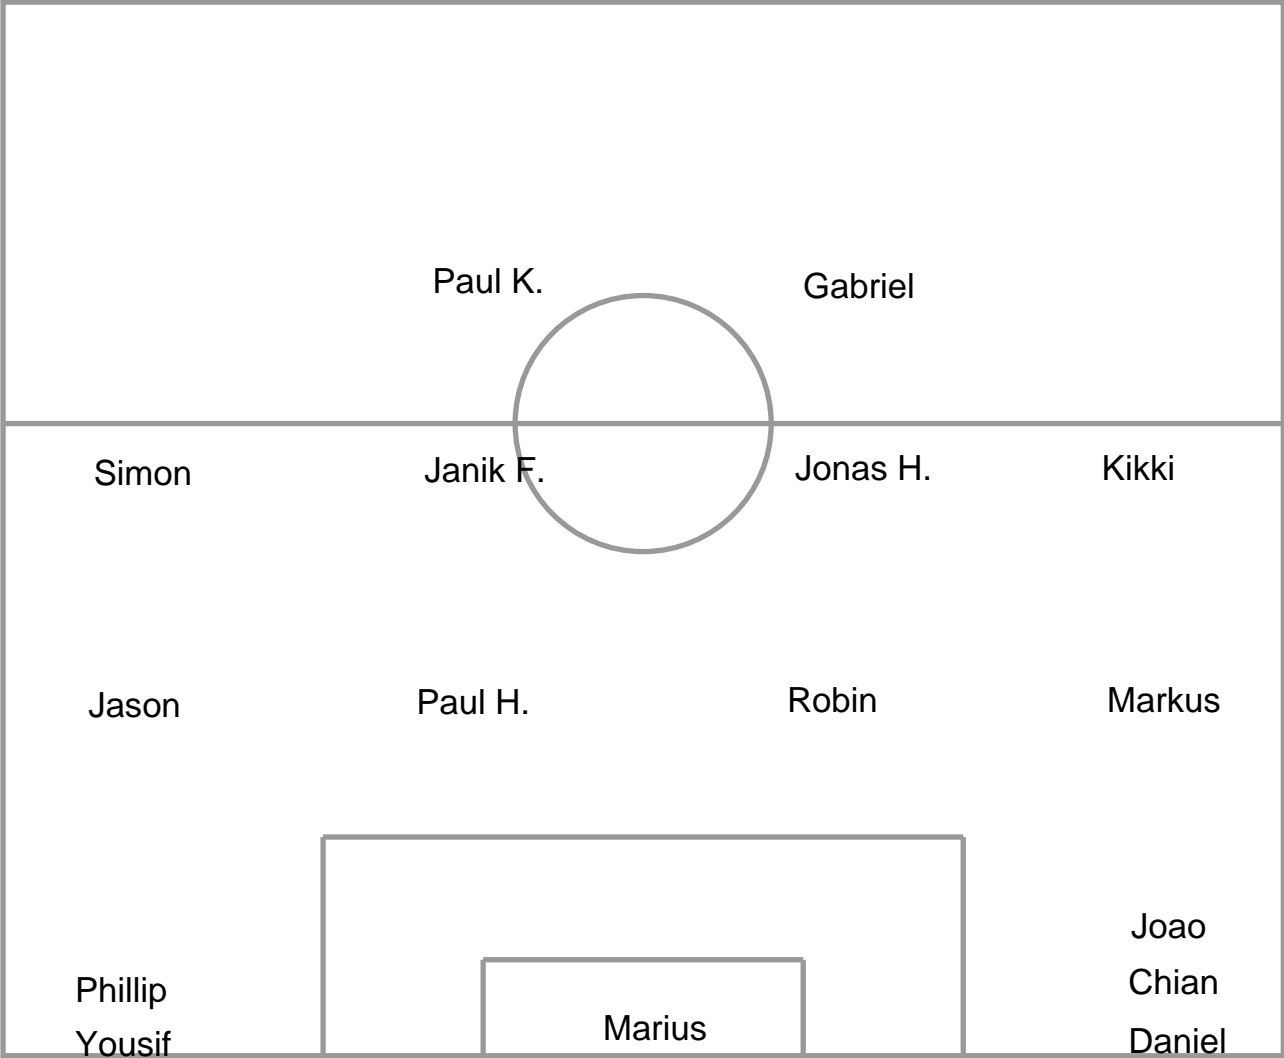 Paul K.
Gabriel
Simon
Janik F.
Jonas H.
Kikki
Jason
Paul H.
Robin
Markus
Joao
Phillip
Chian
Marius
Yousif
Daniel